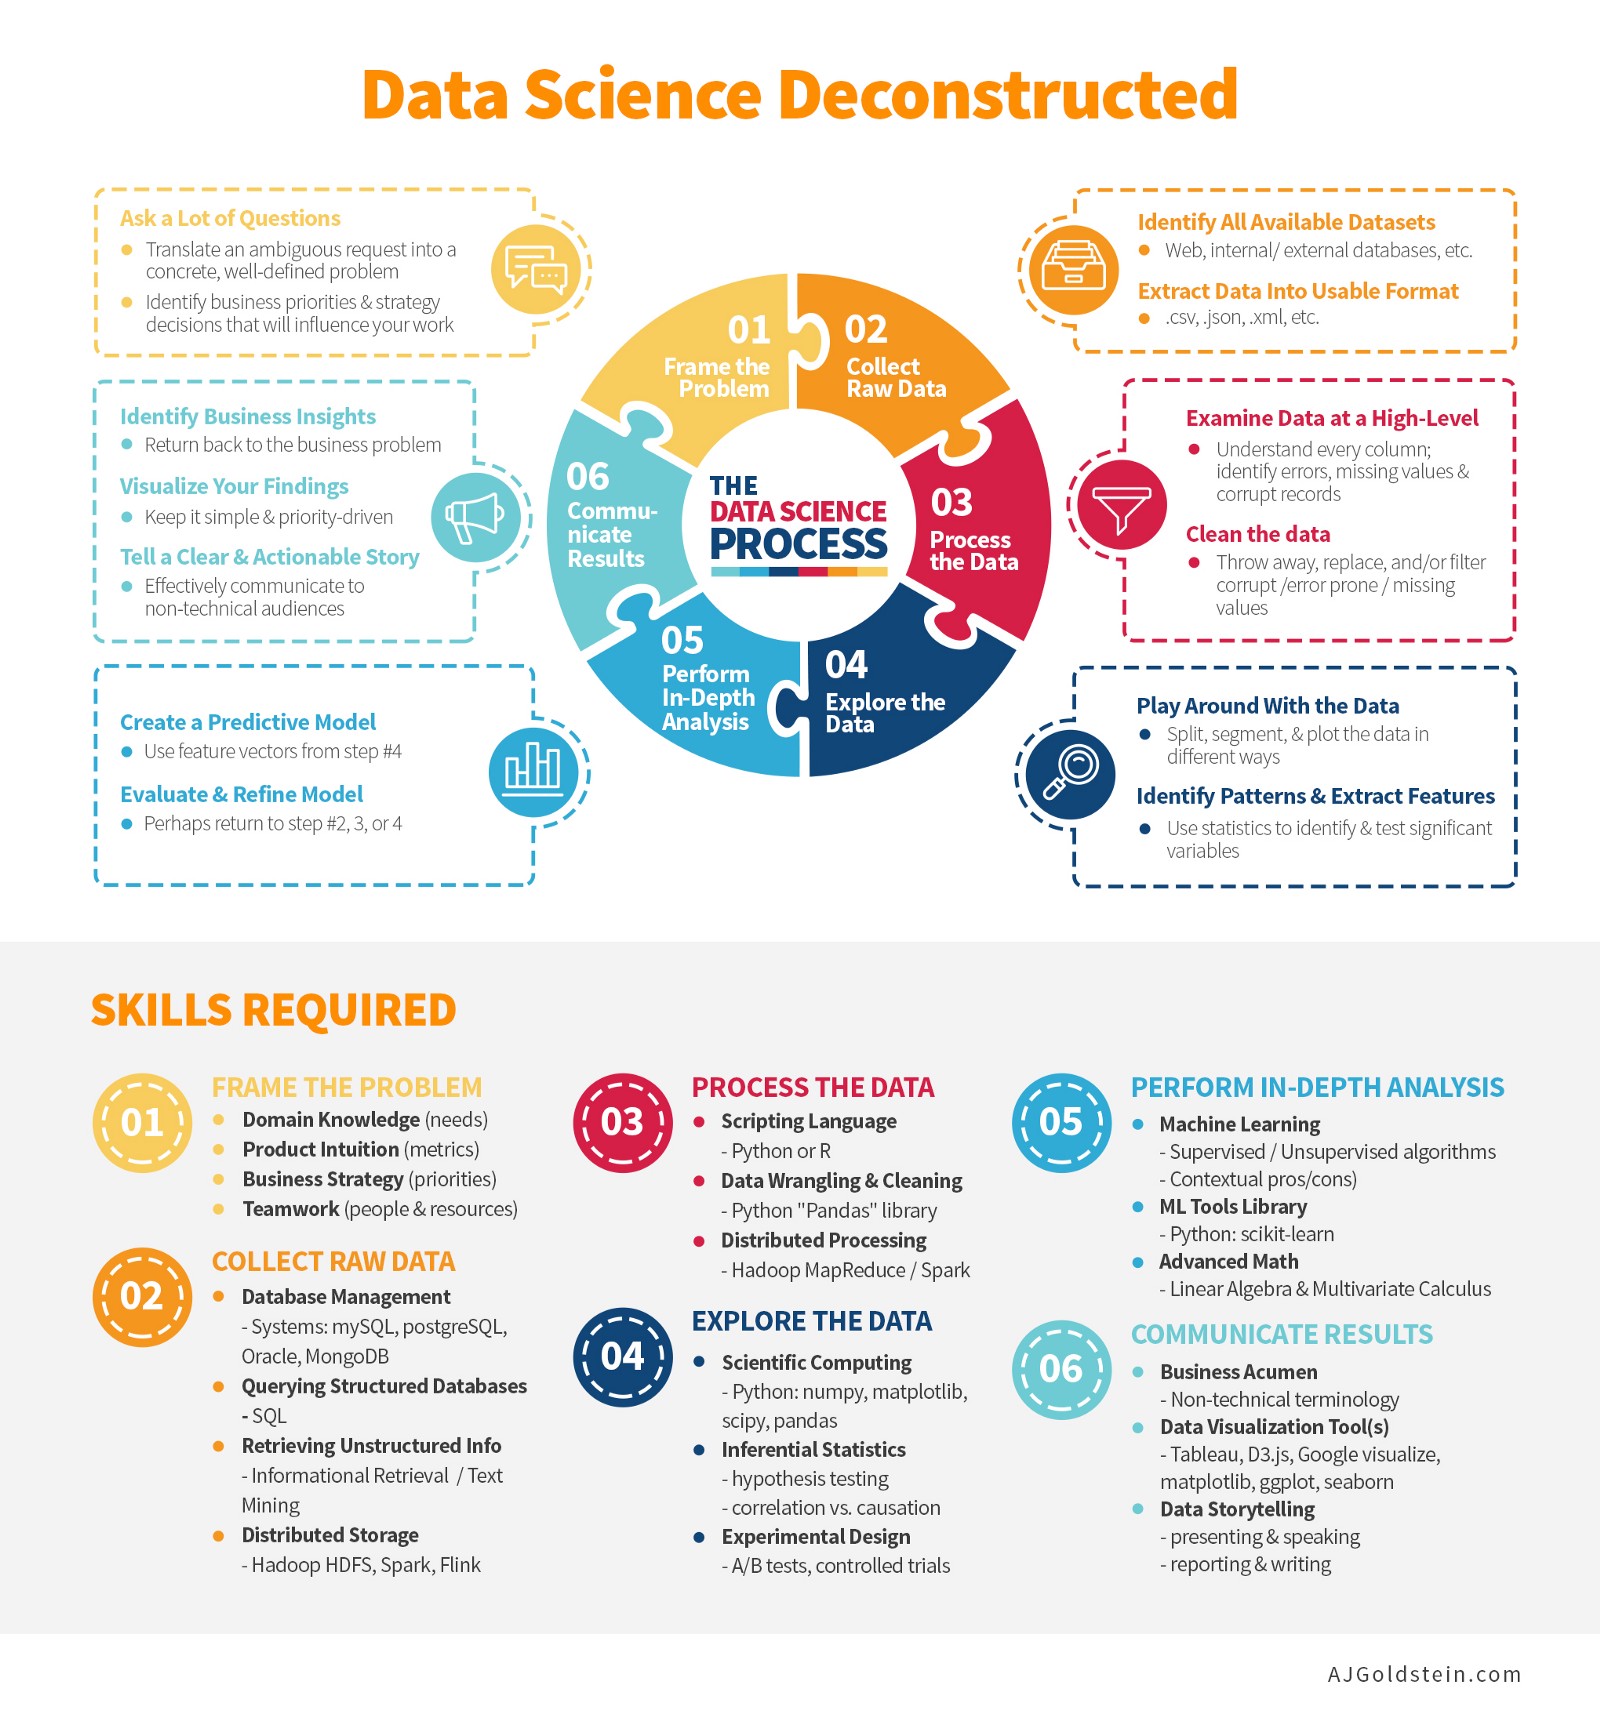 Data Science Deconstructed
Ask a Lot of Questions
Translate an ambiguous request into a
concrete, well-defined problem
Identify business priorities & strategy
decisions that will influence your work
Identify All Available Datasets
Web, internal/ external databases, etc.
Extract Data Into Usable Format
.csv, .json, .xml, etc.
Identify Business Insights
Return back to the business problem
Visualize Your Findings
Keep it simple & priority-driven
Tell a Clear & Actionable Story
Effectively communicate to
non-technical audiences
Examine Data at a High-Level
Understand every column;
identify errors, missing values &
corrupt records
Clean the data
Throw away, replace, and/or filter
corrupt /error prone / missing
values
Create a Predictive Model
Use feature vectors from step #4
Evaluate & Refine Model
Perhaps return to step #2, 3, or 4
Play Around With the Data
Split, segment, & plot the data in
different ways
Identify Patterns & Extract Features
Use statistics to identify & test significant
variables
01
Frame the
Problem
02
Collect
Raw Data
03
Process
the Data
04
Explore the
Data
05
Perform
In-Depth
Analysis
06
Commu-
nicate
Results
THE
DATA SCIENCE
PROCESS
SKILLS REQUIRED
01
FRAME THE PROBLEM
Domain Knowledge (needs)
Product Intuition (metrics)
Business Strategy (priorities)
Teamwork (people & resources)
02
COLLECT RAW DATA
Database Management
- Systems: mySQL, postgreSQL,
Oracle, MongoDB
Querying Structured Databases
- SQL
Retrieving Unstructured Info
- Informational Retrieval / Text
Mining
Distributed Storage
- Hadoop HDFS, Spark, Flink
03
PROCESS THE DATA
Scripting Language
- Python or R
Data Wrangling & Cleaning
- Python "Pandas" library
Distributed Processing
- Hadoop MapReduce / Spark
04
EXPLORE THE DATA
Scientific Computing
- Python: numpy, matplotlib,
scipy, pandas
Inferential Statistics
- hypothesis testing
- correlation vs. causation
Experimental Design
- A/B tests, controlled trials
05
PERFORM IN-DEPTH ANALYSIS
Machine Learning
- Supervised / Unsupervised algorithms
- Contextual pros/cons)
ML Tools Library
- Python: scikit-learn
Advanced Math
- Linear Algebra & Multivariate Calculus
06
COMMUNICATE RESULTS
Business Acumen
- Non-technical terminology
Data Visualization Tool(s)
- Tableau, D3.js, Google visualize,
matplotlib, ggplot, seaborn
Data Storytelling
- presenting & speaking
- reporting & writing
AJGoldstein.com